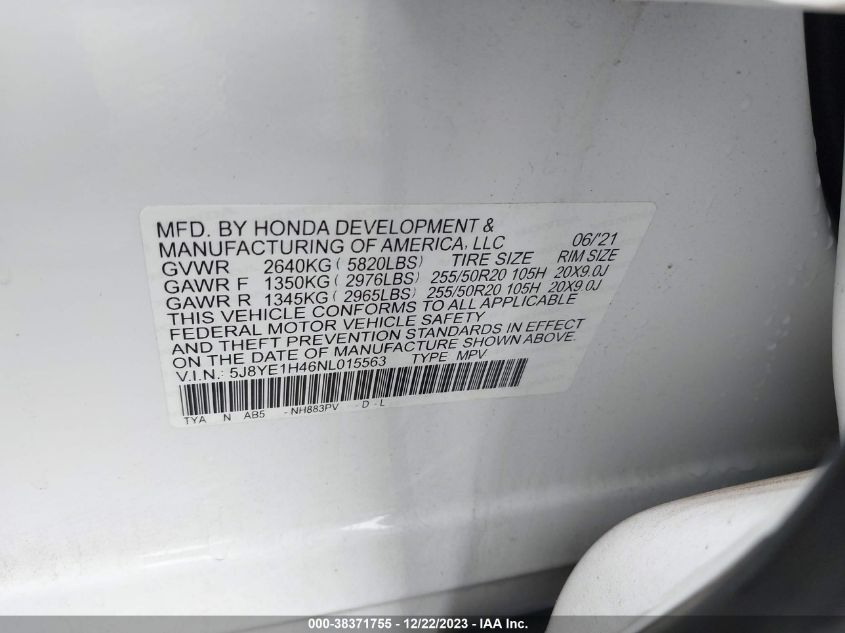 MFD. BY HONDA DEVELOPMENT &
MANUFACTURING OF AMERICA, LLC 06/'21
GVWR 2640KG ( 5820LBS) TIRE SIZE RIM SIZE
GAWR F 1350KG ( 2976LBS) 255/50R20 105H 20X9.0J
GAWR R 1345KG ( 2965LBS) 255/50R20 105H 20X9.0J
THIS VEHICLE CONFORMS TO ALL APPLICABLE
FEDERAL MOTOR VEHICLE SAFETY
AND THEFT PREVENTION STANDARDS IN EFFECT
ON THE DATE OF MANUFACTURE SHOWN ABOVE.
V.I.N.: 5J8YE1H46NL015563 TYPE MPV
TYA N AB5 - NH883PV - D - L
000-38371755 - 12/22/2023 - IAA Inc.